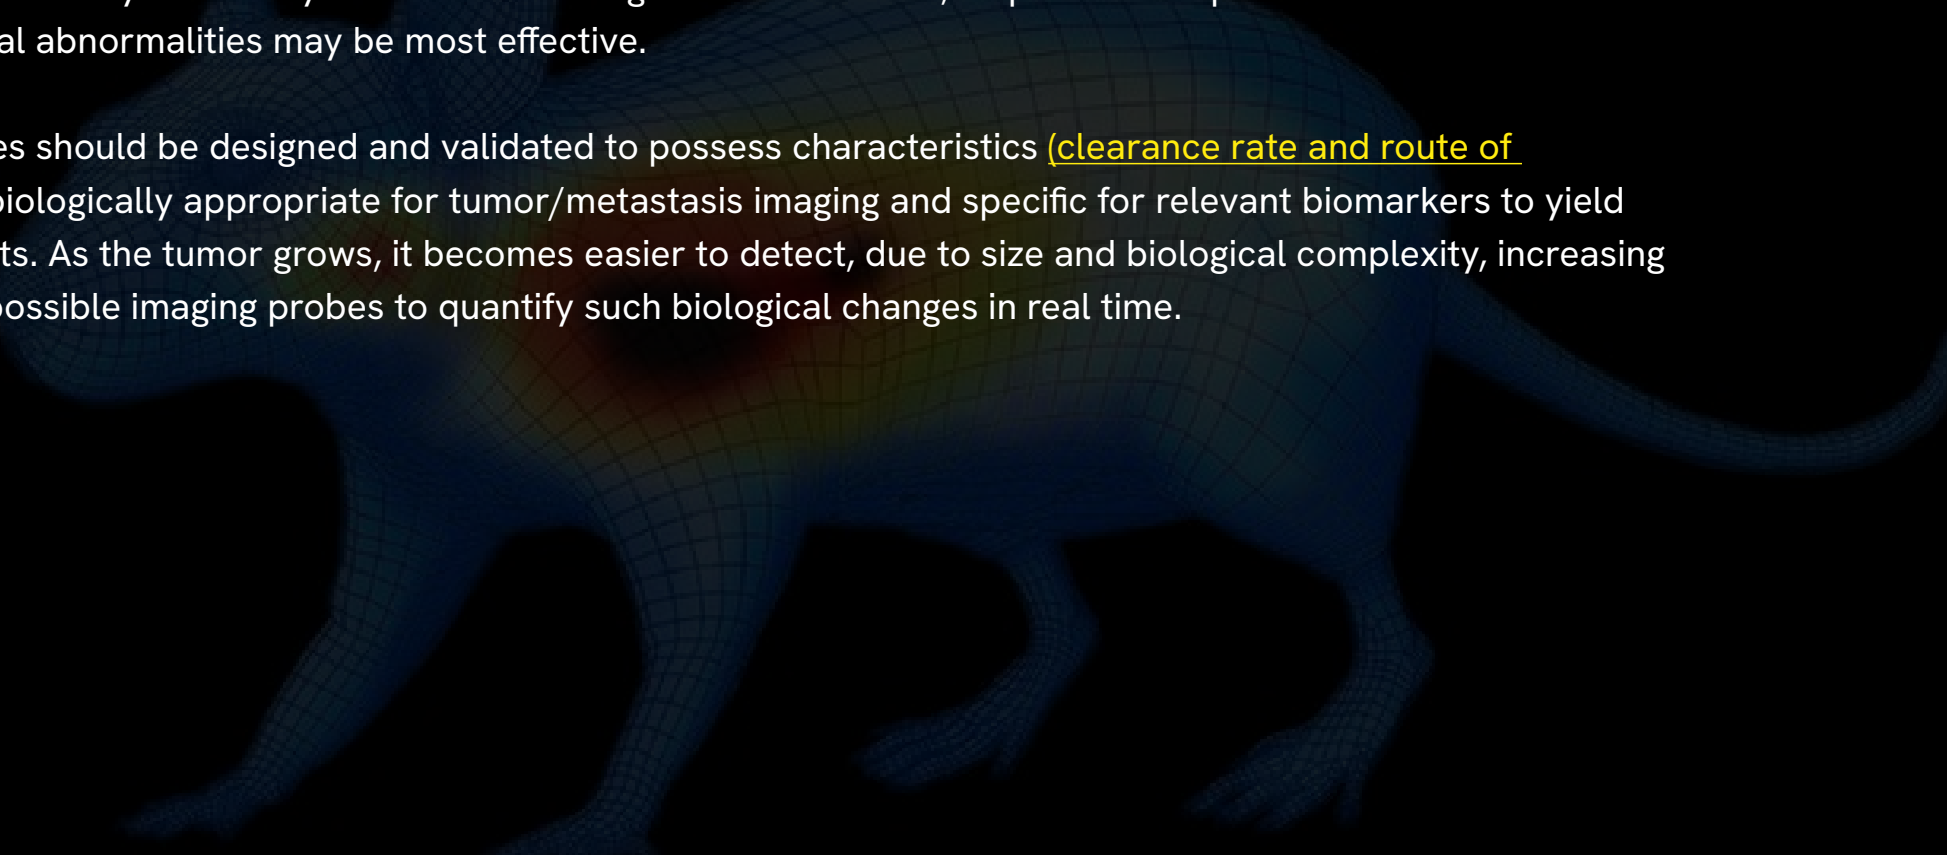 al abnormalities may be most effective.
es should be designed and validated to possess characteristics (clearance rate and route of
biologically appropriate for tumor/metastasis imaging and specific for relevant biomarkers to yield
ts. As the tumor grows, it becomes easier to detect, due to size and biological complexity, increasing
possible imaging probes to quantify such biological changes in real time.